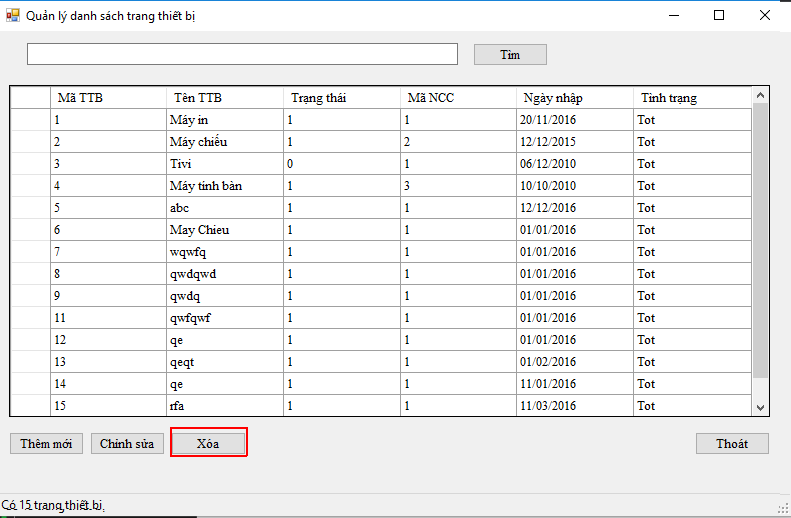 Quản lý danh sách trang thiết bị
Tìm
Mã TTB Tên TTB Trạng thái Mã NCC Ngày nhập Tình trạng
1 Máy in 1 1 20/11/2016 Tot
2 Máy chiếu 1 2 12/12/2015 Tot
3 Tivi 0 1 06/12/2010 Tot
4 Máy tính bàn 1 3 10/10/2010 Tot
5 abc 1 1 12/12/2016 Tot
6 May Chieu 1 1 01/01/2016 Tot
7 wqwfq 1 1 01/01/2016 Tot
8 qwdqwd 1 1 01/01/2016 Tot
9 qwdq 1 1 01/01/2016 Tot
11 qwfqwf 1 1 01/01/2016 Tot
12 qe 1 1 01/01/2016 Tot
13 qeqt 1 1 01/02/2016 Tot
14 qe 1 1 11/01/2016 Tot
15 rfa 1 1 11/03/2016 Tot
Thêm mới Chỉnh sửa Xóa Thoát
Có 15 trang thiết bị